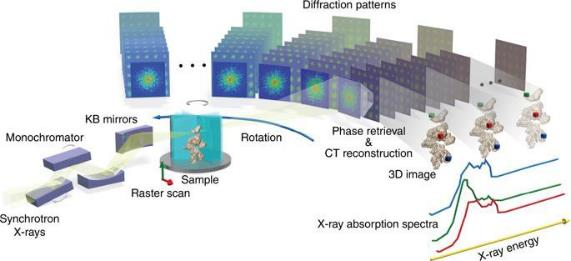 Diffraction patterns
KB mirrors
Monochromator
Rotation
Phase retrieval
&
CT reconstruction
Sample
3D image
Raster scan
Synchrotron
X-rays
X-ray absorption spectra
X-ray energy